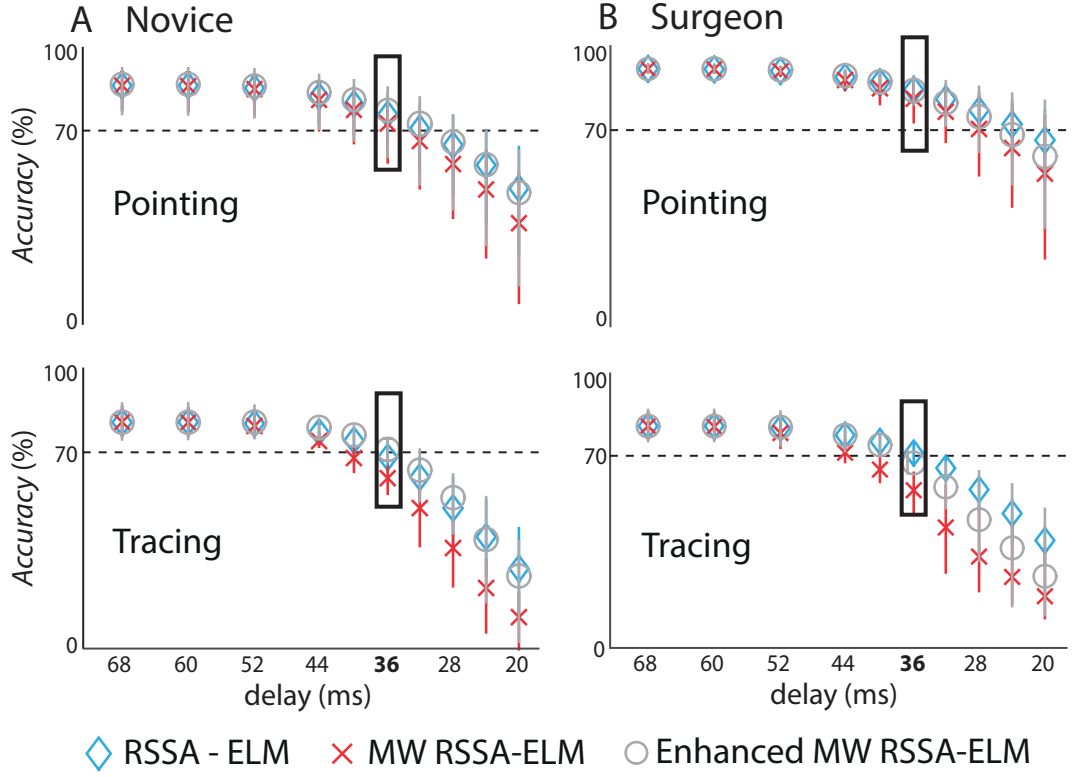 A Novice
100
70
0
Accuracy (%)
Pointing
B Surgeon
100
70
0
Pointing
100
70
0
Accuracy (%)
Tracing
68 60 52 44 36 28 20
delay (ms)
100
70
0
Tracing
68 60 52 44 36 28 20
delay (ms)
RSSA - ELM MW RSSA-ELM Enhanced MW RSSA-ELM